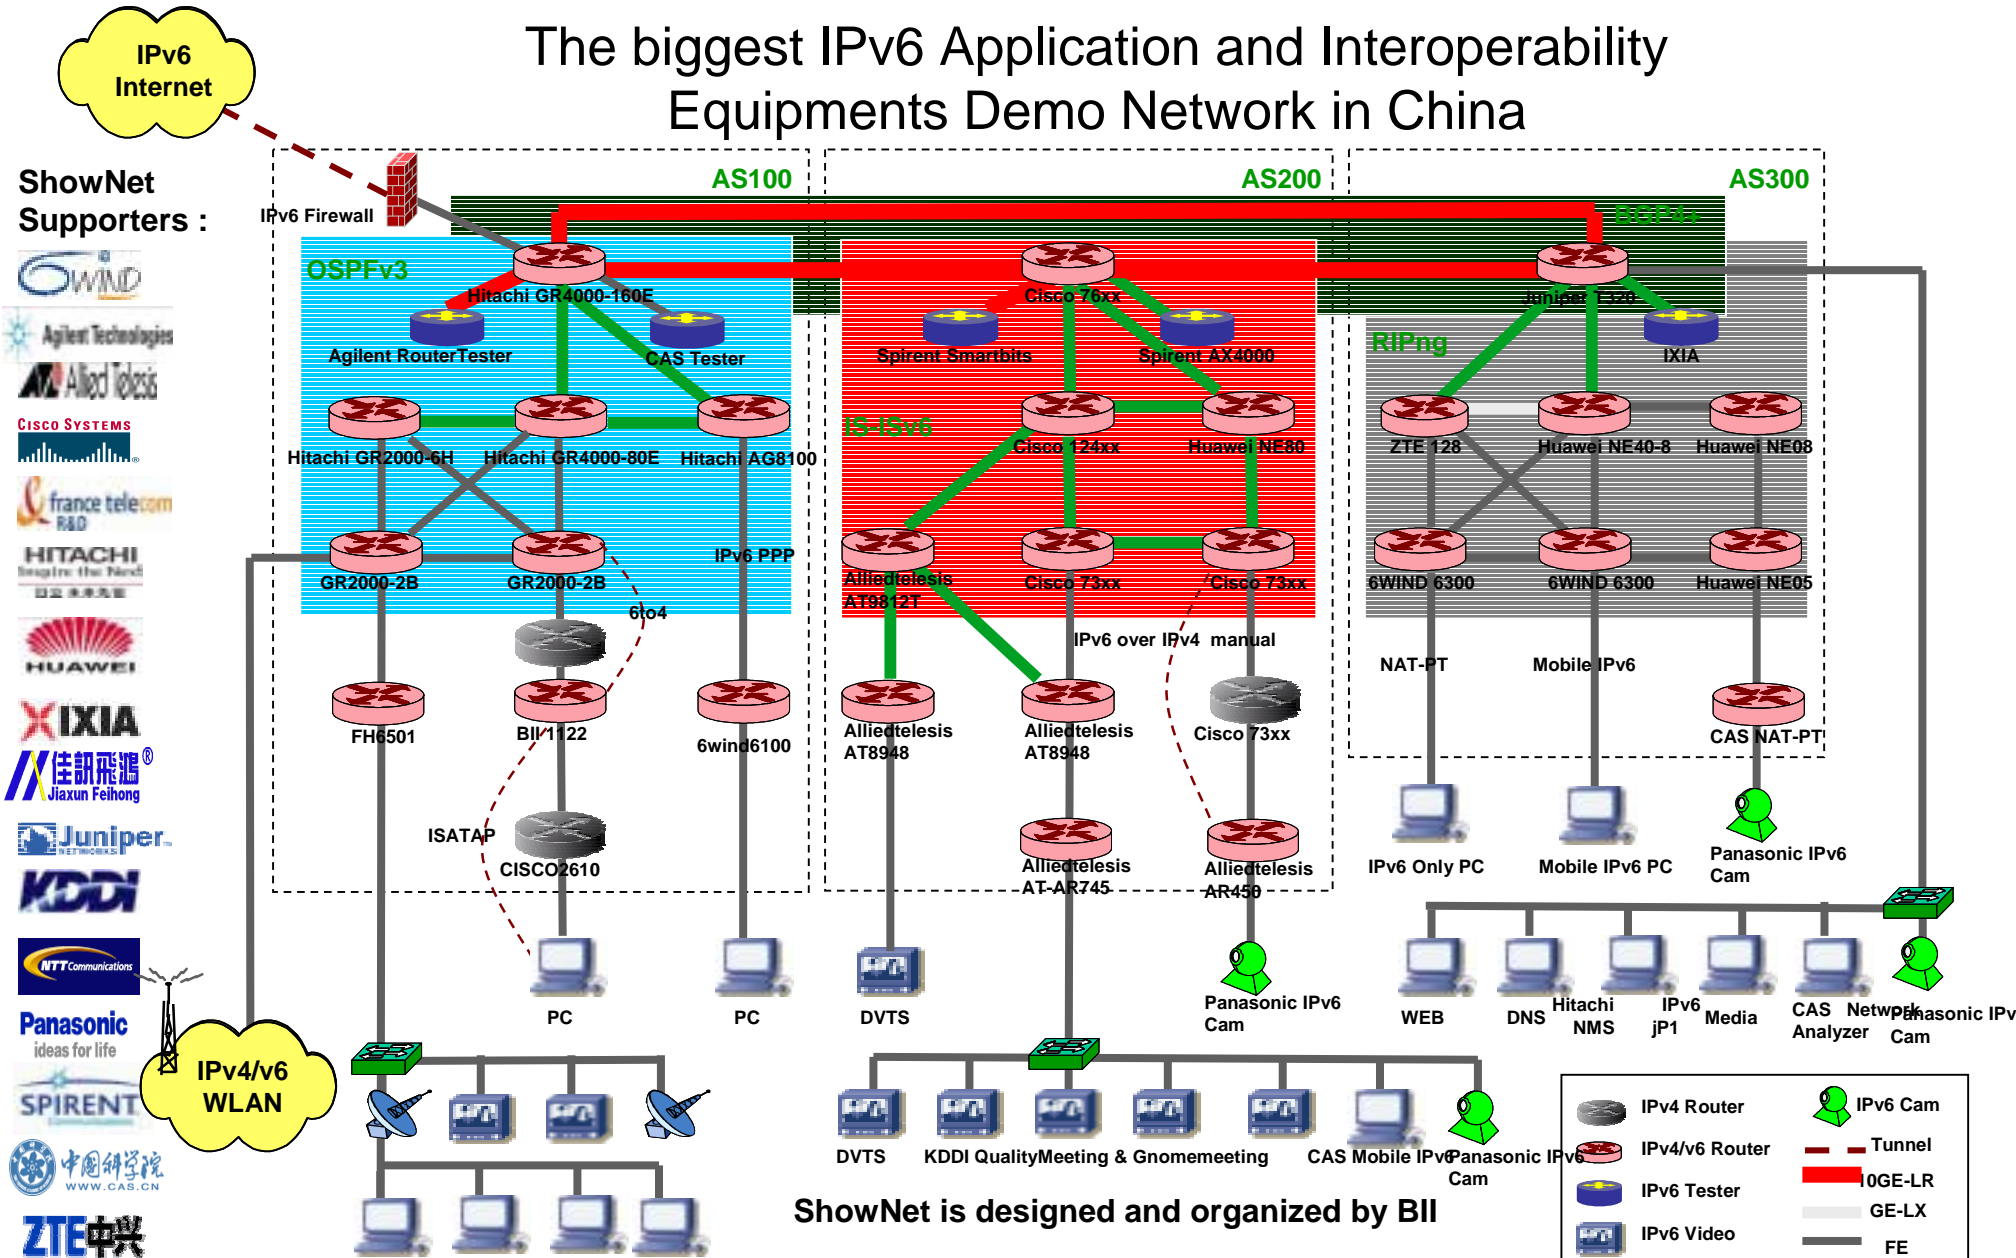 The biggest IPv6 Application and Interoperability
Equipments Demo Network in China
IPv6
Internet
ShowNet
Supporters :
6WIND
Agilent Technologies
Allied Telesis
CISCO SYSTEMS
france telecom
R&D
HITACHI
Inspire the Next
HUAWEI
IXIA
佳訊飛鴻®
Jiaxun Feihong
Juniper
NETWORKS
KDDI
NTT Communications
Panasonic
ideas for life
SPIRENT
Communications
中国科学院
WWW.CAS.CN
ZTE中兴
IPv4/v6
WLAN
IPv6 Firewall
AS100
AS200
AS300
BGP4+
OSPFv3
Hitachi GR4000-160E
Cisco 76xx
Juniper T320
Agilent RouterTester
CAS Tester
Spirent Smartbits
Spirent AX4000
RIPng
IXIA
IS-ISv6
Hitachi GR2000-6H
Hitachi GR4000-80E
Hitachi AG8100
Cisco 124xx
Huawei NE80
ZTE 128
Huawei NE40-8
Huawei NE08
IPv6 PPP
GR2000-2B
GR2000-2B
Alliedtelesis
AT9812T
Cisco 73xx
Cisco 73xx
6WIND 6300
6WIND 6300
Huawei NE05
6to4
IPv6 over IPv4 manual
NAT-PT
Mobile IPv6
FH6501
BII 1122
6wind6100
Alliedtelesis
AT8948
Alliedtelesis
AT8948
Cisco 73xx
CAS NAT-PT
ISATAP
CISCO2610
Alliedtelesis
AT-AR745
Alliedtelesis
AR450
IPv6 Only PC
Mobile IPv6 PC
Panasonic IPv6
Cam
PC
PC
DVTS
Panasonic IPv6
Cam
WEB
DNS
Hitachi
NMS
IPv6
jP1
Media
CAS Network
Analyzer
Panasonic IPv
Cam
DVTS
KDDI QualityMeeting & Gnomemeeting
CAS Mobile IPv6
Panasonic IPv6
Cam
ShowNet is designed and organized by BII
IPv4 Router
IPv4/v6 Router
IPv6 Tester
IPv6 Video
IPv6 Cam
Tunnel
10GE-LR
GE-LX
FE